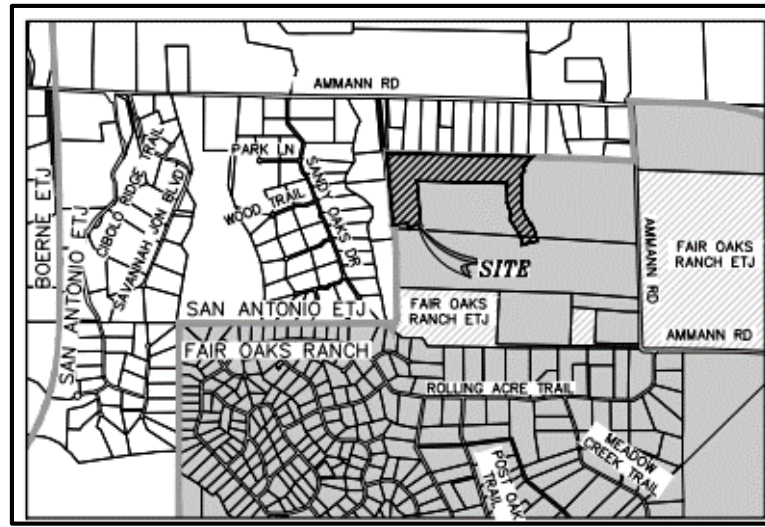 AMMANN RD
PARK LN
SANDY OAKS DR
WOOD TRAIL
CIBOLO RIDGE TRAIL
SAVANNAH JON BLVD
BOERNE ETJ
SAN ANTONIO ETJ
SAN ANTONIO ETJ
SITE
AMMANN RD
FAIR OAKS
RANCH ETJ
FAIR OAKS
RANCH ETJ
AMMANN RD
FAIR OAKS RANCH
ROLLING ACRE TRAIL
POST OAK
TRAIL
MEADOW
CREEK TRAIL